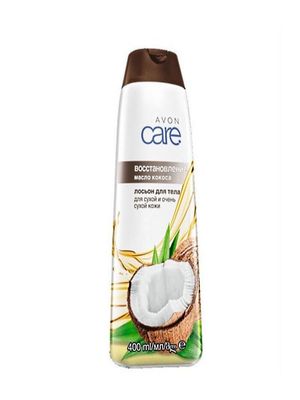 AVON
care
восстановление
масло кокоса
лосьон для тела
для сухой и очень
сухой кожи
400 ml/мл/